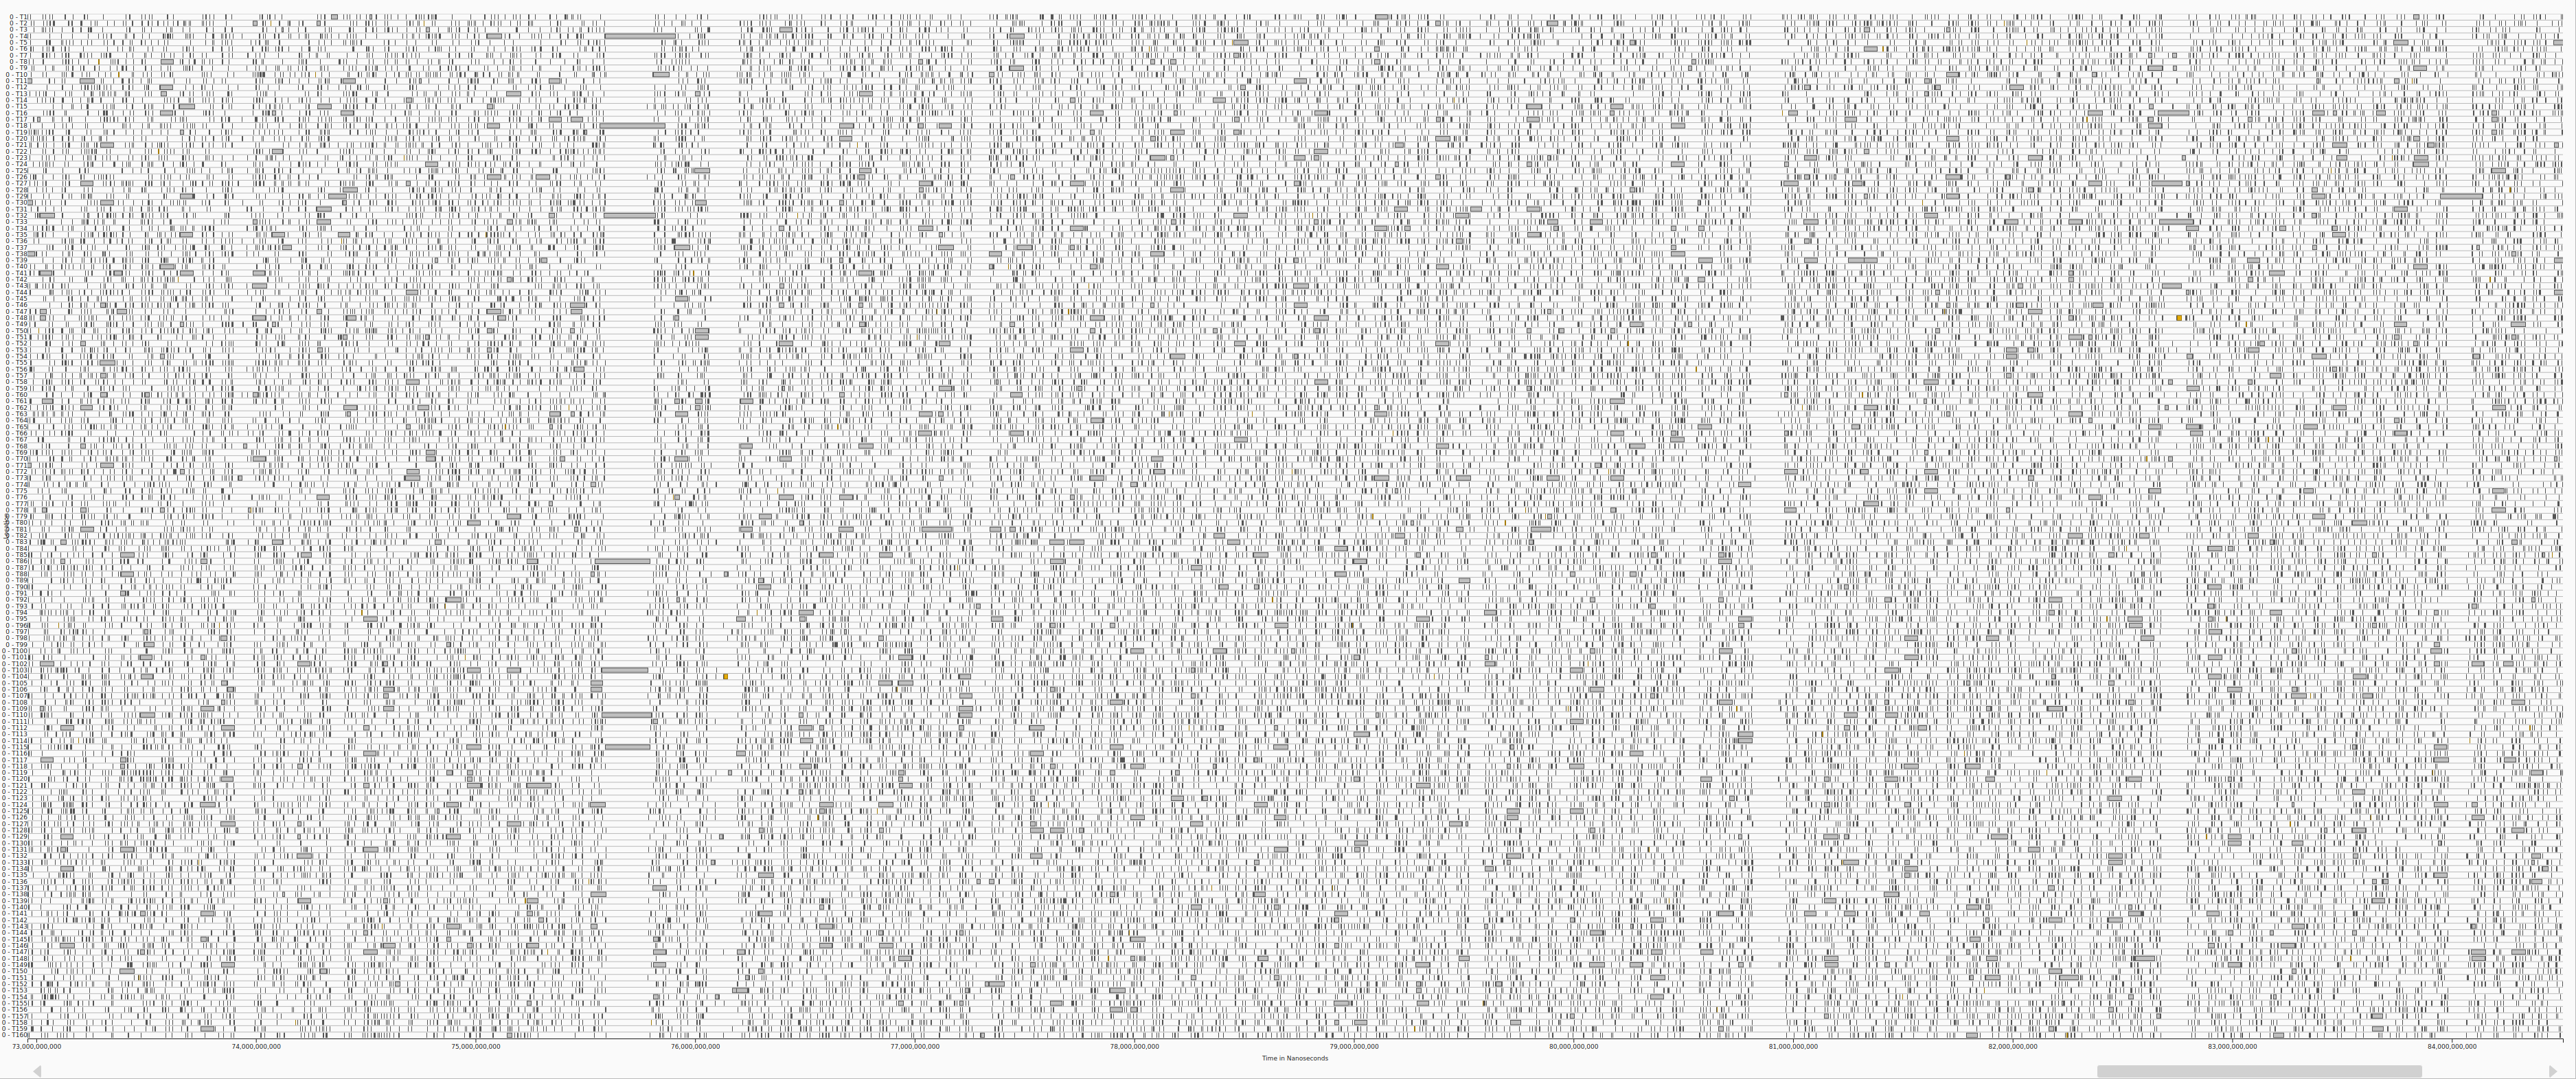 0 - T1
0 - T2
0 - T3
0 - T4
0 - T5
0 - T6
0 - T7
0 - T8
0 - T9
0 - T10
0 - T11
0 - T12
0 - T13
0 - T14
0 - T15
0 - T16
0 - T17
0 - T18
0 - T19
0 - T20
0 - T21
0 - T22
0 - T23
0 - T24
0 - T25
0 - T26
0 - T27
0 - T28
0 - T29
0 - T30
0 - T31
0 - T32
0 - T33
0 - T34
0 - T35
0 - T36
0 - T37
0 - T38
0 - T39
0 - T40
0 - T41
0 - T42
0 - T43
0 - T44
0 - T45
0 - T46
0 - T47
0 - T48
0 - T49
0 - T50
0 - T51
0 - T52
0 - T53
0 - T54
0 - T55
0 - T56
0 - T57
0 - T58
0 - T59
0 - T60
0 - T61
0 - T62
0 - T63
0 - T64
0 - T65
0 - T66
0 - T67
0 - T68
0 - T69
0 - T70
0 - T71
0 - T72
0 - T73
0 - T74
0 - T75
0 - T76
0 - T77
0 - T78
0 - T79
0 - T80
0 - T81
0 - T82
0 - T83
0 - T84
0 - T85
0 - T86
0 - T87
0 - T88
0 - T89
0 - T90
0 - T91
0 - T92
0 - T93
0 - T94
0 - T95
0 - T96
0 - T97
0 - T98
0 - T99
0 - T100
0 - T101
0 - T102
0 - T103
0 - T104
0 - T105
0 - T106
0 - T107
0 - T108
0 - T109
0 - T110
0 - T111
0 - T112
0 - T113
0 - T114
0 - T115
0 - T116
0 - T117
0 - T118
0 - T119
0 - T120
0 - T121
0 - T122
0 - T123
0 - T124
0 - T125
0 - T126
0 - T127
0 - T128
0 - T129
0 - T130
0 - T131
0 - T132
0 - T133
0 - T134
0 - T135
0 - T136
0 - T137
0 - T138
0 - T139
0 - T140
0 - T141
0 - T142
0 - T143
0 - T144
0 - T145
0 - T146
0 - T147
0 - T148
0 - T149
0 - T150
0 - T151
0 - T152
0 - T153
0 - T154
0 - T155
0 - T156
0 - T157
0 - T158
0 - T159
0 - T160
73,000,000,000 74,000,000,000 75,000,000,000 76,000,000,000 77,000,000,000 78,000,000,000 79,000,000,000 80,000,000,000 81,000,000,000 82,000,000,000 83,000,000,000 84,000,000,000
Time in Nanoseconds